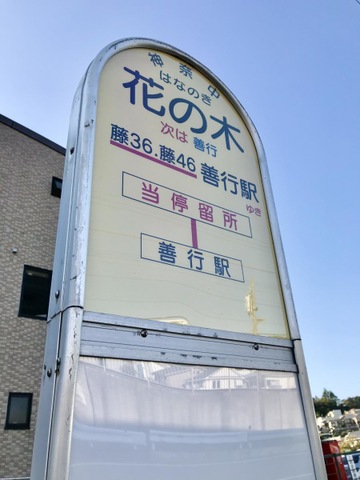 神奈中
はなのき
花の木
次は 善行
藤36.藤46 善行駅
ゆき
当停留所
善行駅